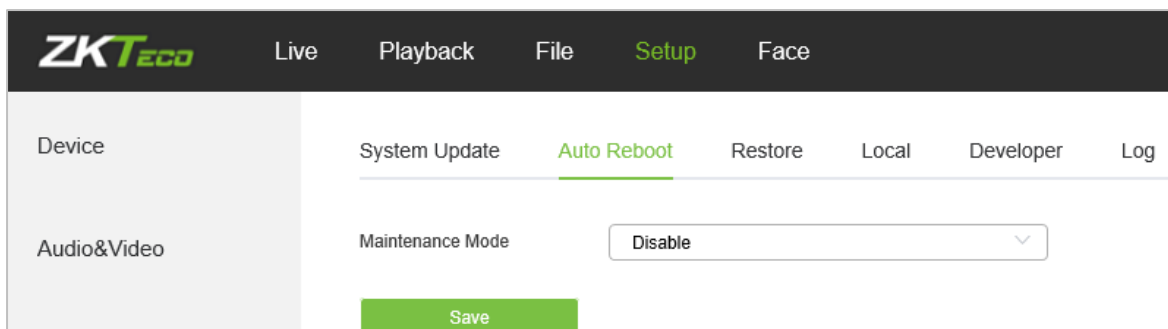 ZKTECO Live Playback File Setup Face
Device
System Update Auto Reboot Restore Local Developer Log
Audio&Video
Maintenance Mode Disable
Save